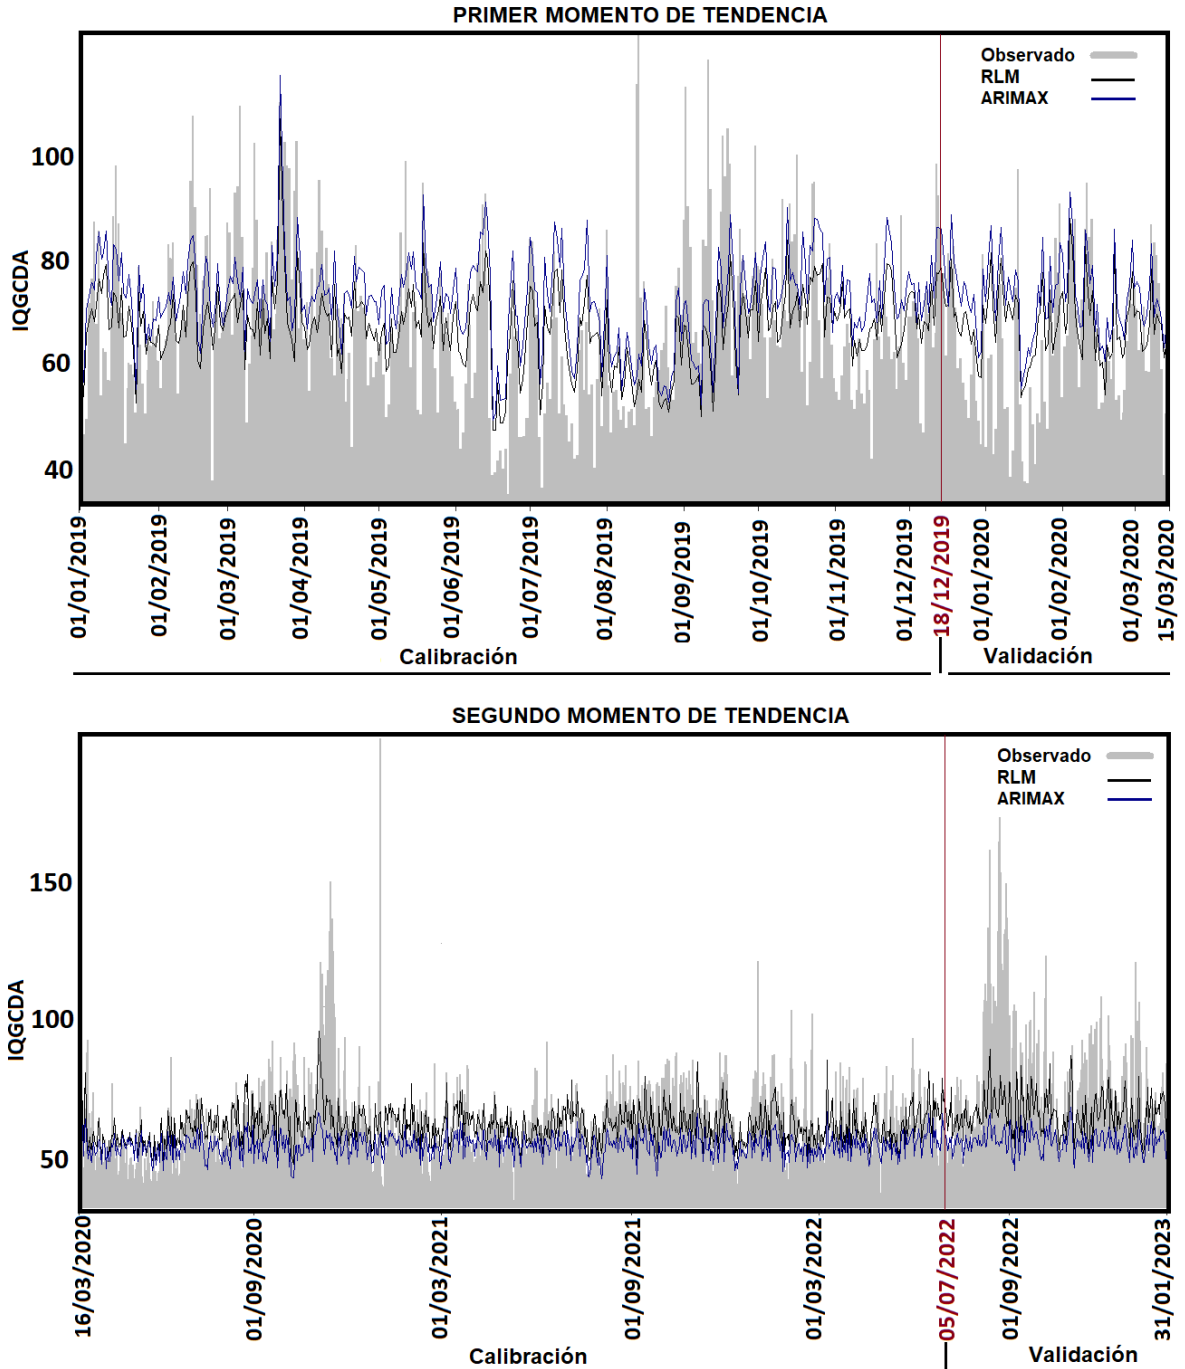 PRIMER MOMENTO DE TENDENCIA
Observado
RLM
ARIMAX
IQGCDA
100
80
60
40
01/01/2019
01/02/2019
01/03/2019
01/04/2019
01/05/2019
01/06/2019
01/07/2019
01/08/2019
01/09/2019
01/10/2019
01/11/2019
01/12/2019
18/12/2019
01/01/2020
01/02/2020
01/03/2020
15/03/2020
Calibración
Validación
SEGUNDO MOMENTO DE TENDENCIA
Observado
RLM
ARIMAX
IQGCDA
150
100
50
16/03/2020
01/09/2020
01/03/2021
01/09/2021
01/03/2022
05/07/2022
01/09/2022
31/01/2023
Calibración
Validación